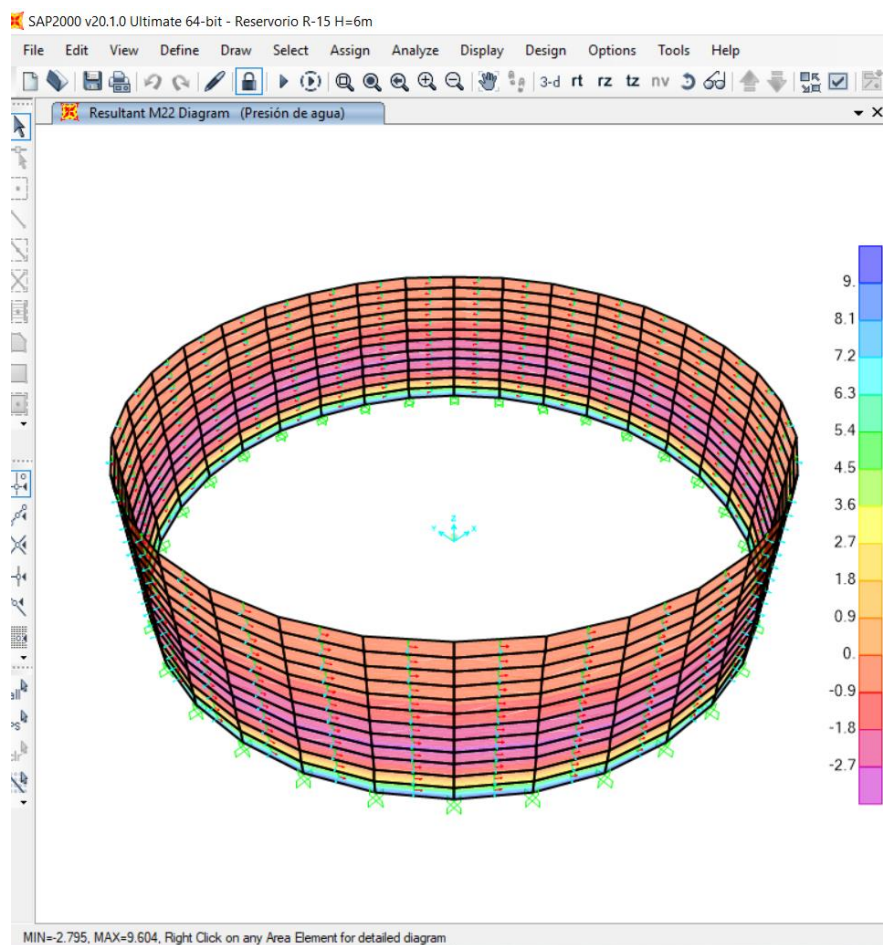 SAP2000 v20.1.0 Ultimate 64-bit - Reservorio R-15 H=6m
File Edit View Define Draw Select Assign Analyze Display Design Options Tools Help
3-d rt rz tz nv
Resultant M22 Diagram (Presión de agua)
9.
8.1
7.2
6.3
5.4
4.5
3.6
2.7
1.8
0.9
0.
-0.9
-1.8
-2.7
Z
Y X
all
MIN=-2.795, MAX=9.604, Right Click on any Area Element for detailed diagram